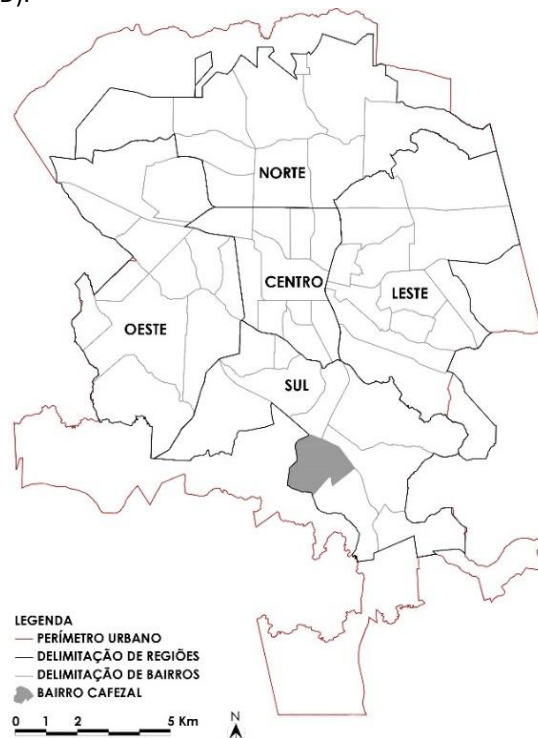 D).
NORTE
CENTRO
LESTE
OESTE
SUL
LEGENDA
PERÍMETRO URBANO
DELIMITAÇÃO DE REGIÕES
DELIMITAÇÃO DE BAIRROS
BAIRRO CAFEZAL
0 1 2 5 Km
N